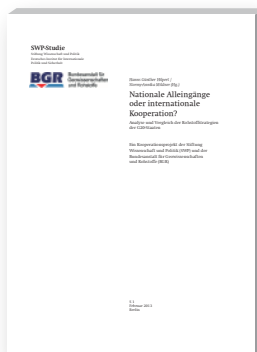 SWP-Studie
Stiftung Wissenschaft und Politik
Deutsches Institut für Internationale
Politik und Sicherheit
BGR Bundesanstalt für
Geowissenschaften
und Rohstoffe
Hanns Günther Hilpert /
Stormy-Annika Mildner (Hg.)
Nationale Alleingänge
oder internationale
Kooperation?
Analyse und Vergleich der Rohstoffstrategien
der G20-Staaten
Ein Kooperationsprojekt der Stiftung
Wissenschaft und Politik (SWP) und der
Bundesanstalt für Geowissenschaften
und Rohstoffe (BGR)
S 1
Februar 2013
Berlin